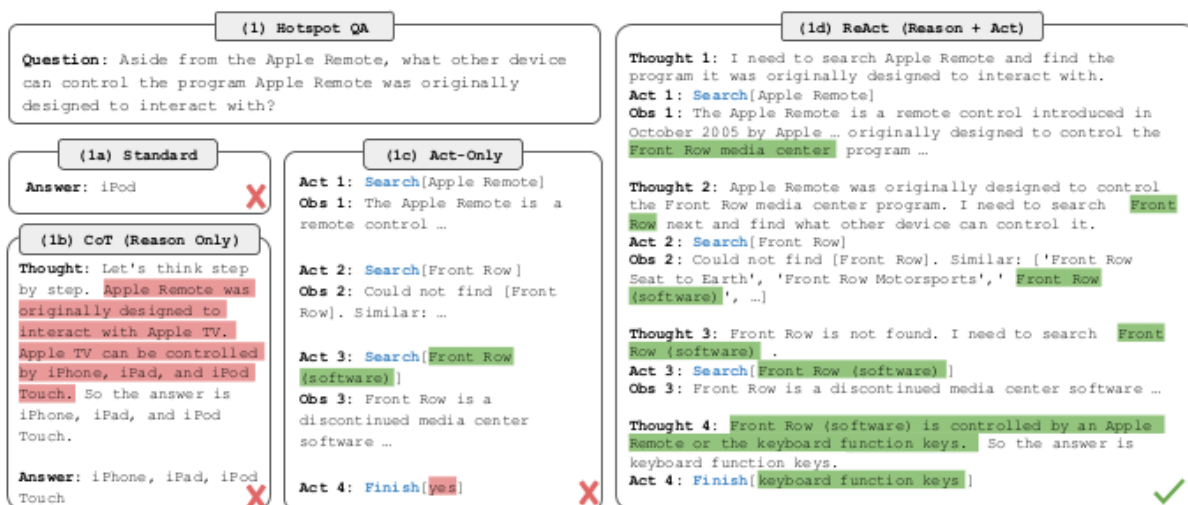 (1) Hotspot QA
Question: Aside from the Apple Remote, what other device
can control the program Apple Remote was originally
designed to interact with?
(1a) Standard
Answer: iPod
(1b) CoT (Reason Only)
Thought: Let's think step
by step. Apple Remote was
originally designed to
interact with Apple TV.
Apple TV can be controlled
by iPhone, iPad, and iPod
Touch. So the answer is
iPhone, iPad, and iPod
Touch.
Answer: iPhone, iPad, iPod
Touch
(1c) Act-Only
Act 1: Search[Apple Remote]
Obs 1: The Apple Remote is a
remote control …
Act 2: Search[Front Row]
Obs 2: Could not find [Front
Row]. Similar: …
Act 3: Search[Front Row
(software)]
Obs 3: Front Row is a
discontinued media center
software …
Act 4: Finish[yes]
(1d) ReAct (Reason + Act)
Thought 1: I need to search Apple Remote and find the
program it was originally designed to interact with.
Act 1: Search[Apple Remote]
Obs 1: The Apple Remote is a remote control introduced in
October 2005 by Apple … originally designed to control the
Front Row media center program …
Thought 2: Apple Remote was originally designed to control
the Front Row media center program. I need to search Front
Row next and find what other device can control it.
Act 2: Search[Front Row]
Obs 2: Could not find [Front Row]. Similar: ['Front Row
Seat to Earth', 'Front Row Motorsports',' Front Row
(software)', …]
Thought 3: Front Row is not found. I need to search Front
Row (software) .
Act 3: Search[Front Row (software)]
Obs 3: Front Row is a discontinued media center software …
Thought 4: Front Row (software) is controlled by an Apple
Remote or the keyboard function keys. So the answer is
keyboard function keys.
Act 4: Finish[keyboard function keys]